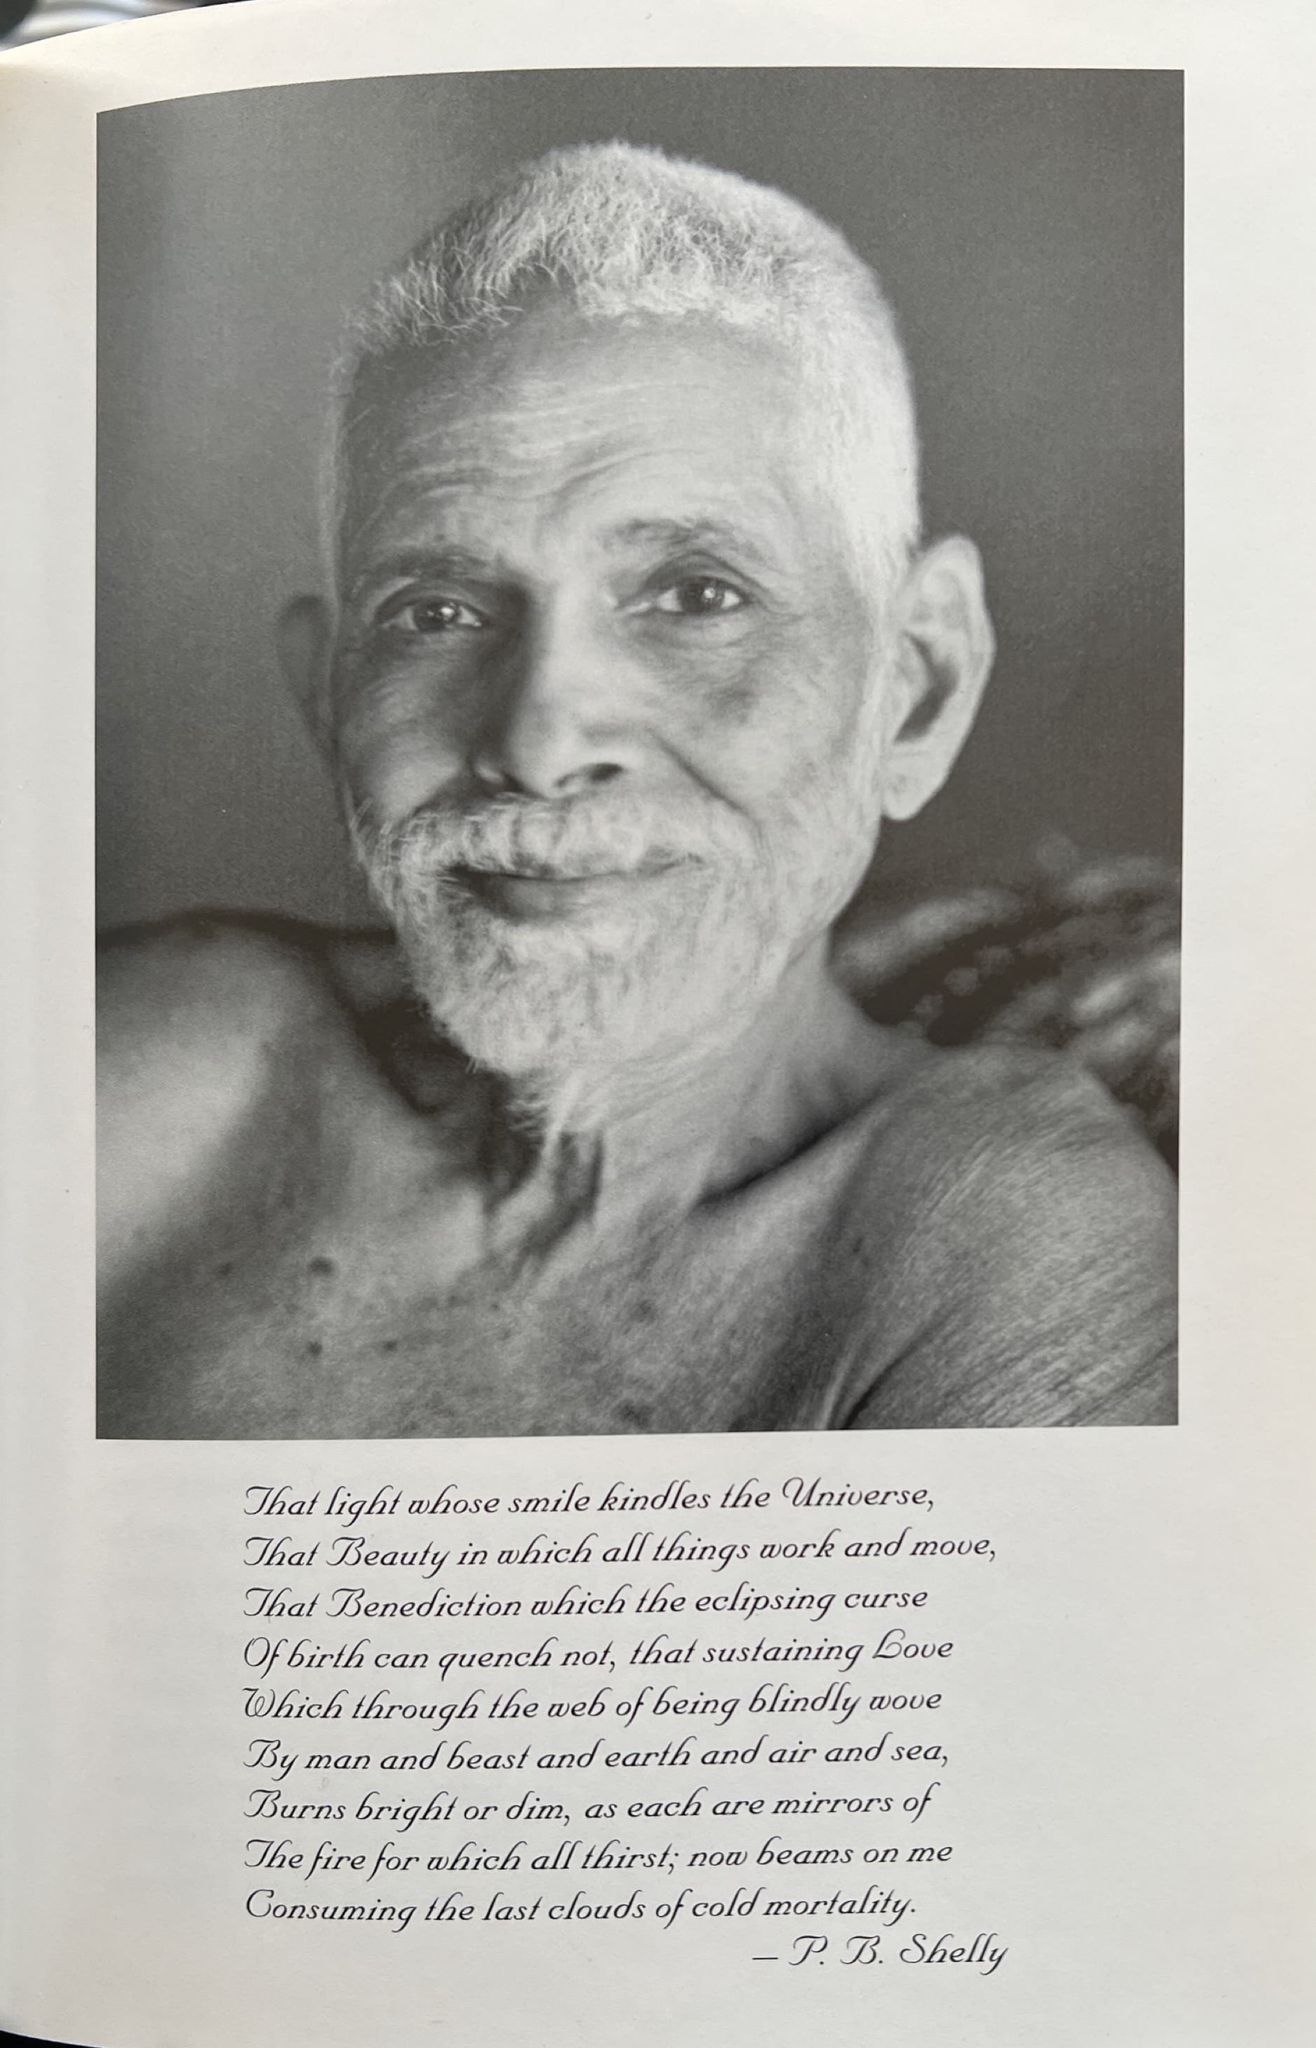 That light whose smile kindles the Universe,
That Beauty in which all things work and move,
That Benediction which the eclipsing curse
Of birth can quench not, that sustaining Love
Which through the web of being blindly wove
By man and beast and earth and air and sea,
Burns bright or dim, as each are mirrors of
The fire for which all thirst; now beams on me
Consuming the last clouds of cold mortality.
– P. B. Shelly